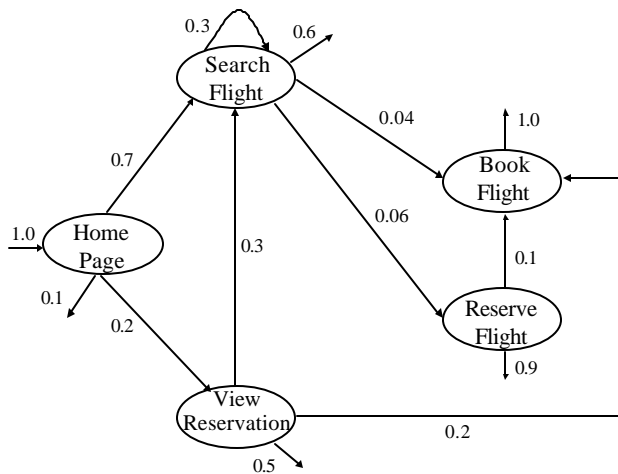 0.3
0.6
Search
Flight
0.04
1.0
0.7
Book
Flight
0.06
1.0
Home
Page
0.3
0.1
0.1
0.2
Reserve
Flight
0.9
View
Reservation
0.2
0.5